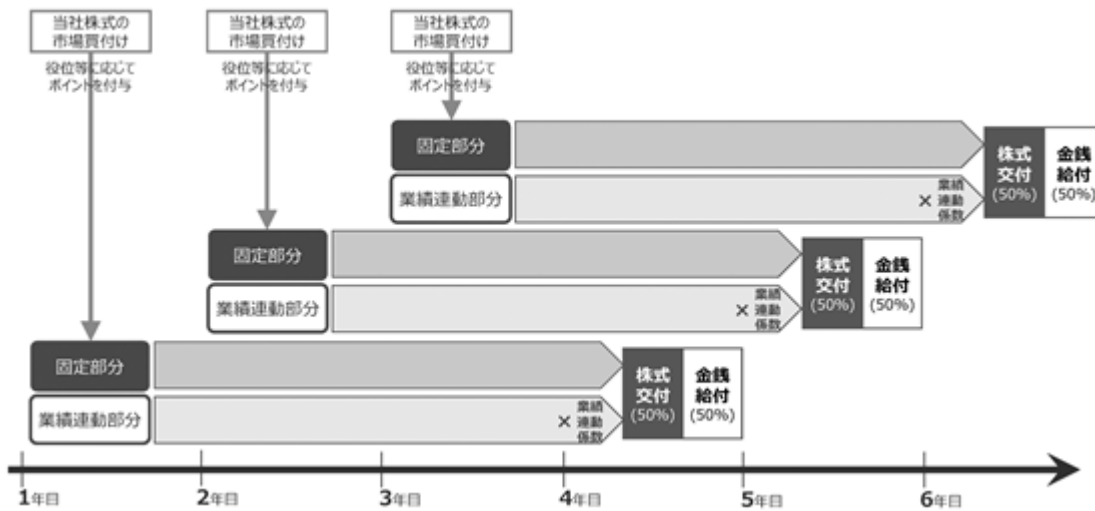 当社株式の
市場買付け
当社株式の
市場買付け
当社株式の
市場買付け
役位等に応じて
ポイントを付与
役位等に応じて
ポイントを付与
役位等に応じて
ポイントを付与
固定部分
業績連動部分
×
業績
連動
係数
株式
交付
(50%)
金銭
給付
(50%)
固定部分
業績連動部分
×
業績
連動
係数
株式
交付
(50%)
金銭
給付
(50%)
固定部分
業績連動部分
×
業績
連動
係数
株式
交付
(50%)
金銭
給付
(50%)
1年目
2年目
3年目
4年目
5年目
6年目